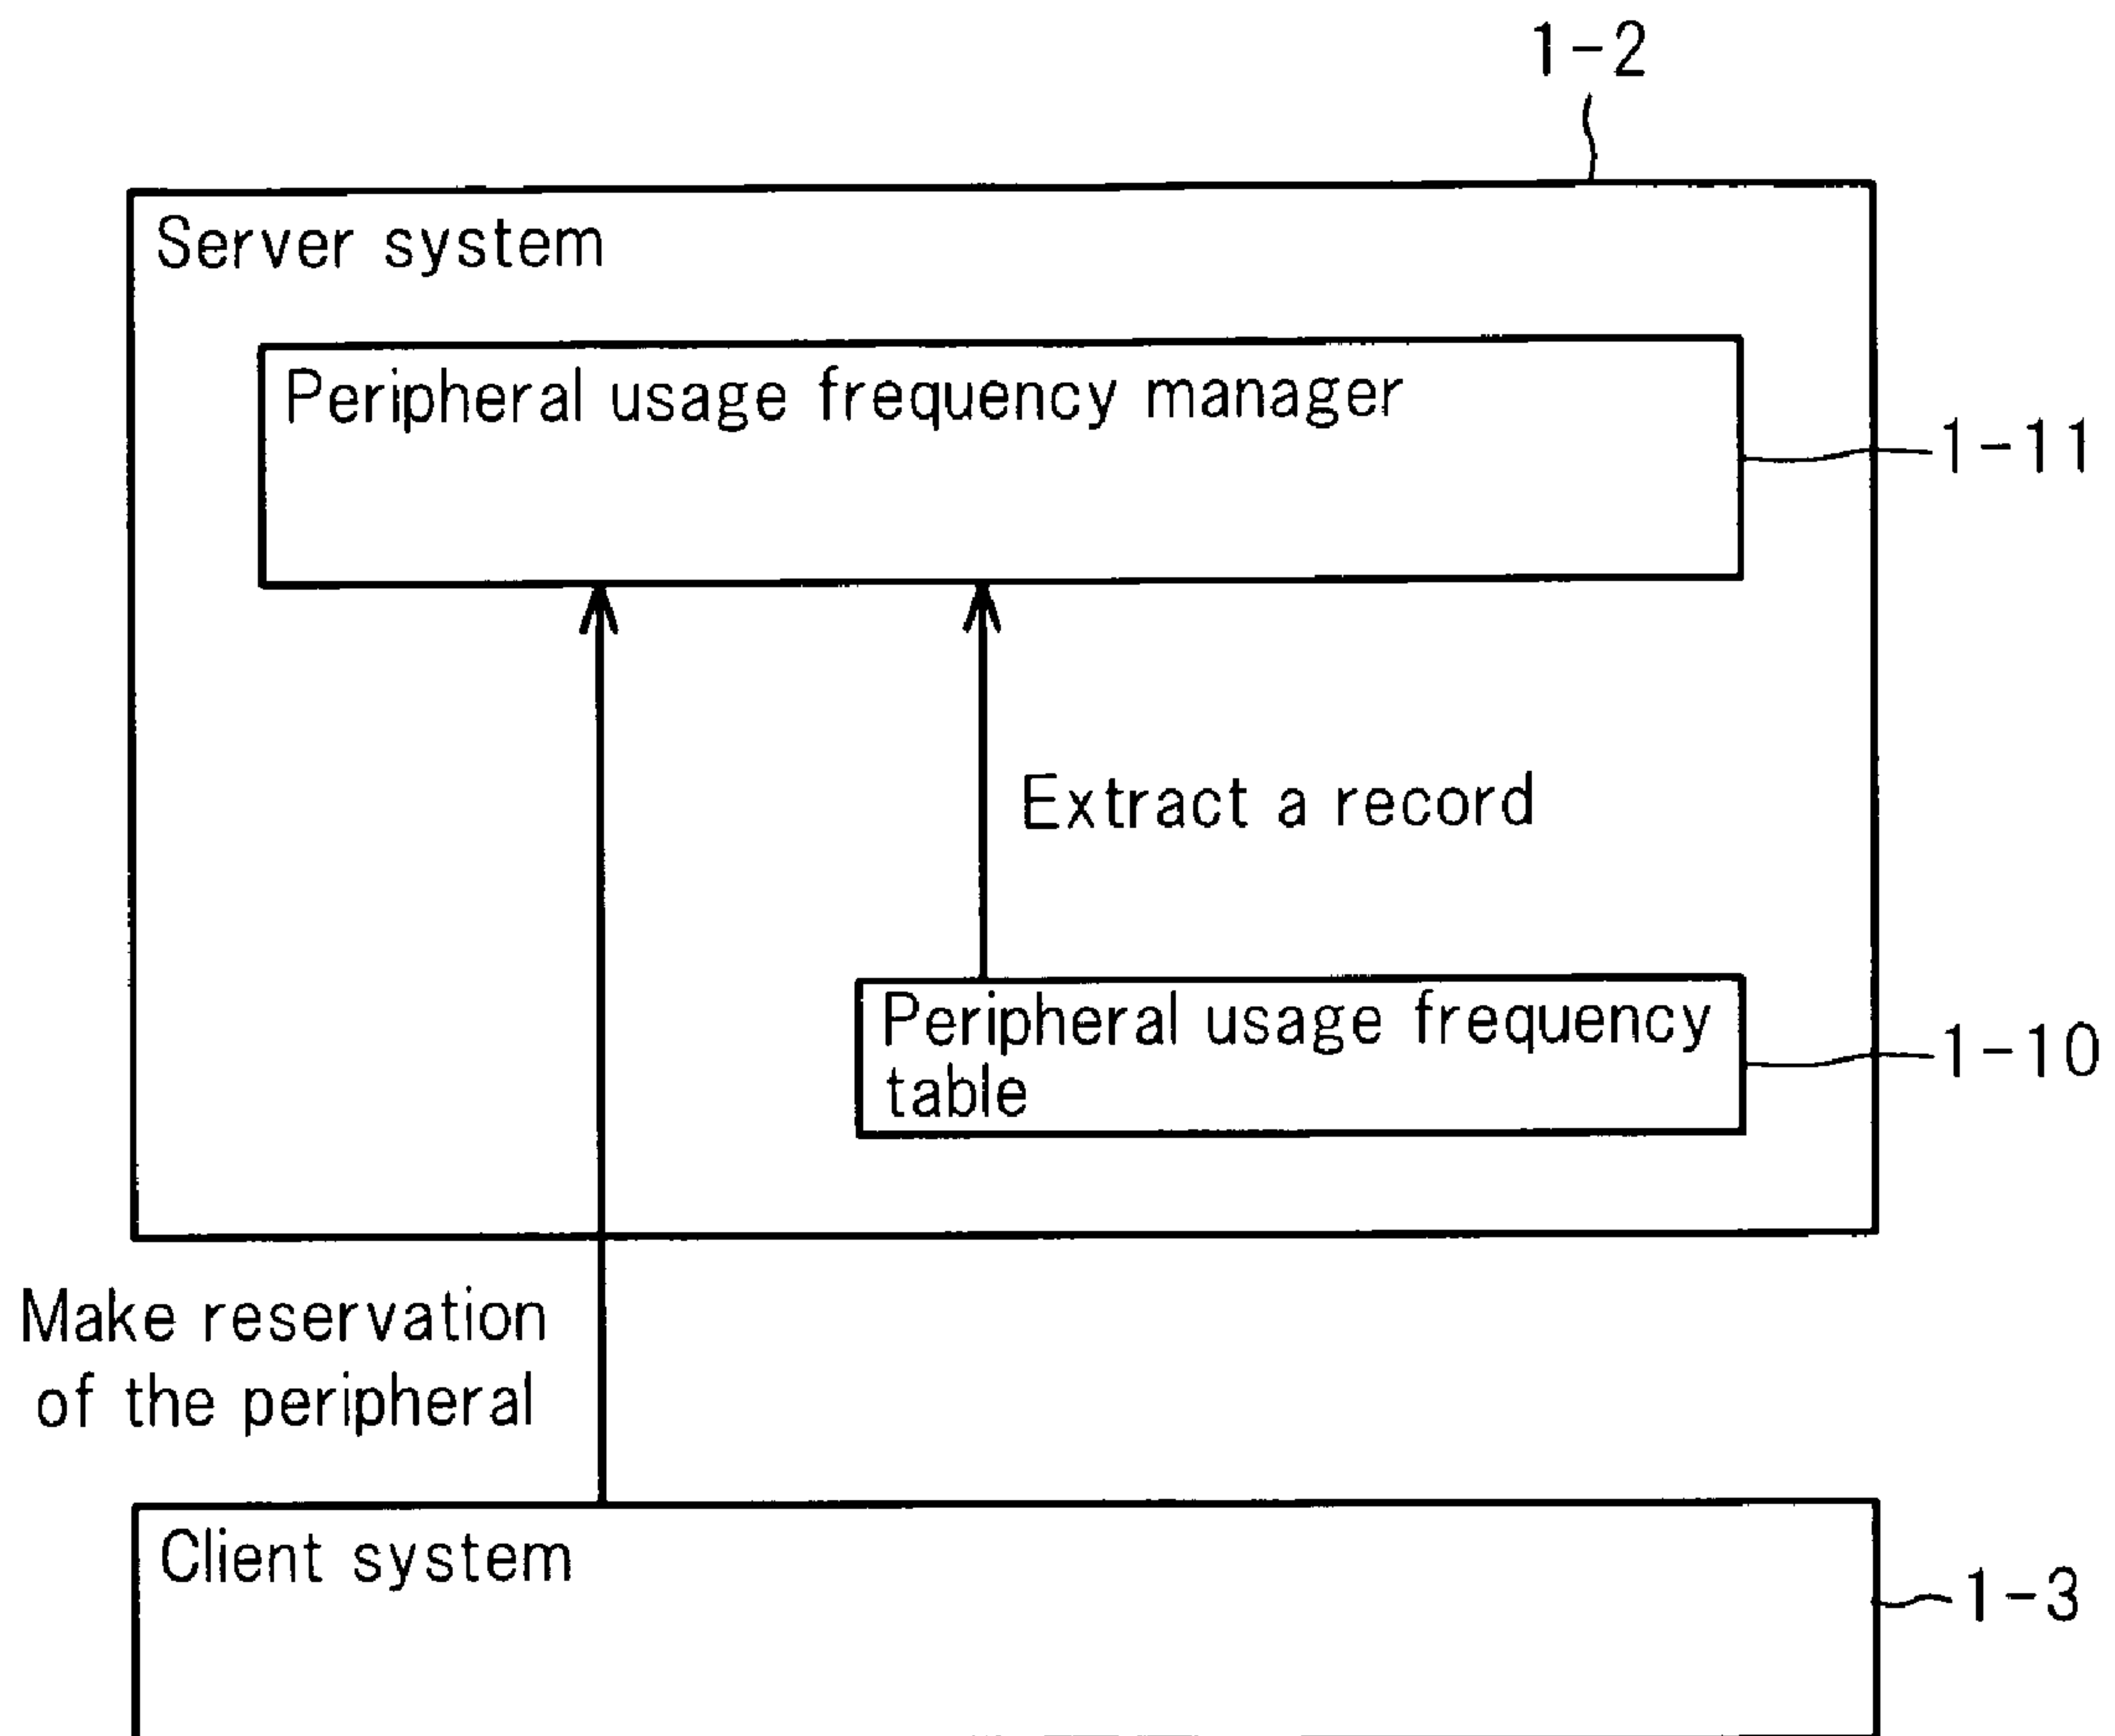 1-2
Server system
Peripheral usage frequency manager
1-11
Extract a record
Peripheral usage frequency
table
1-10
Make reservation
of the peripheral
Client system
1-3